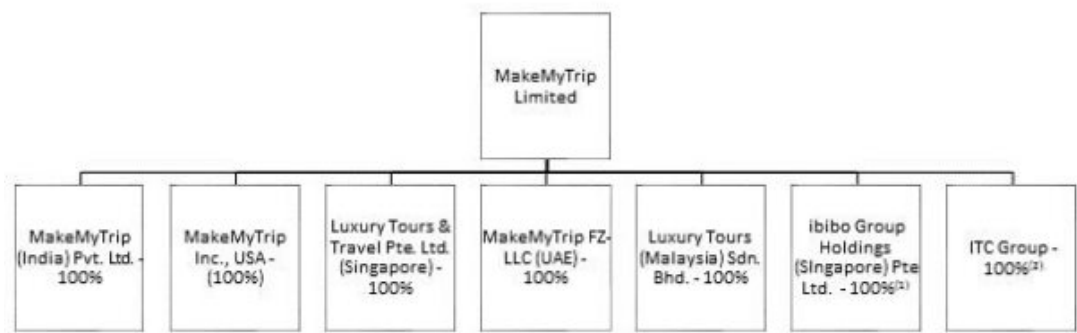 MakeMyTrip
Limited
MakeMyTrip
(India) Pvt. Ltd. -
100%
MakeMyTrip
Inc., USA -
(100%)
Luxury Tours &
Travel Pte. Ltd.
(Singapore) -
100%
MakeMyTrip FZ-
LLC (UAE) -
100%
Luxury Tours
(Malaysia) Sdn.
Bhd. - 100%
ibibo Group
Holdings
(SIngapore) Pte
Ltd. - 100%(1)
ITC Group -
100%(2)